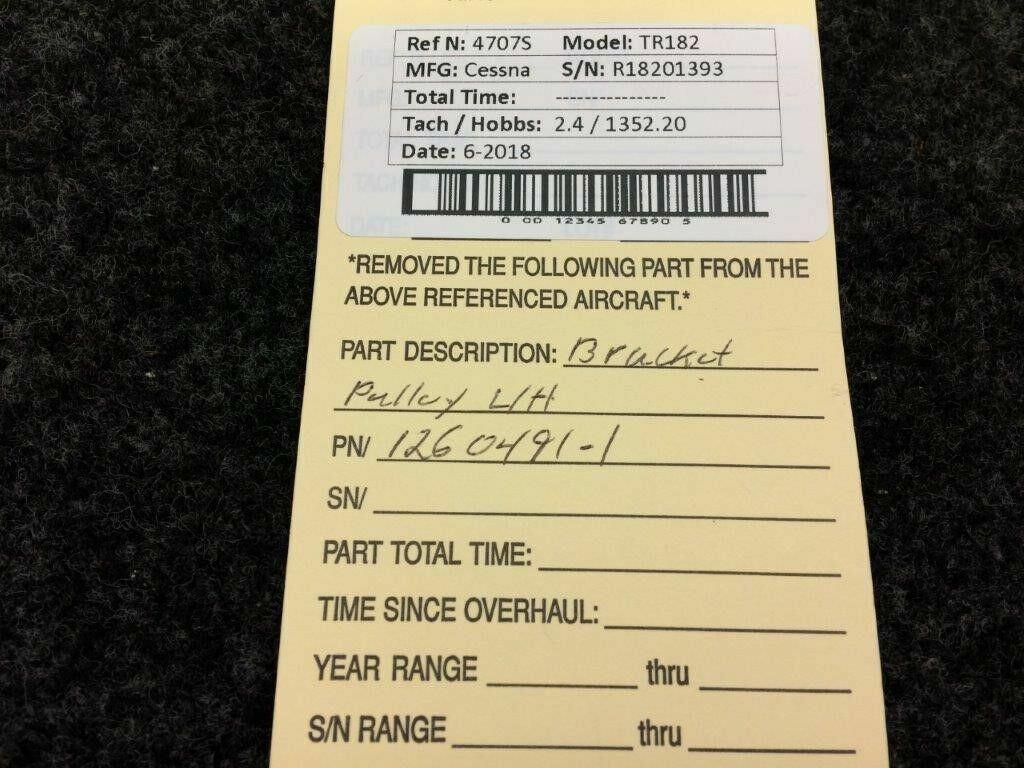 Ref N: 4707S Model: TR182
MFG: Cessna S/N: R18201393
Total Time: ---------------
Tach / Hobbs: 2.4 / 1352.20
Date: 6-2018
0 00 12345 67890 5
*REMOVED THE FOLLOWING PART FROM THE
ABOVE REFERENCED AIRCRAFT.*
PART DESCRIPTION: Bracket
Pulley L/H
PN/ 1260491-1
SN/
PART TOTAL TIME:
TIME SINCE OVERHAUL:
YEAR RANGE thru
S/N RANGE thru